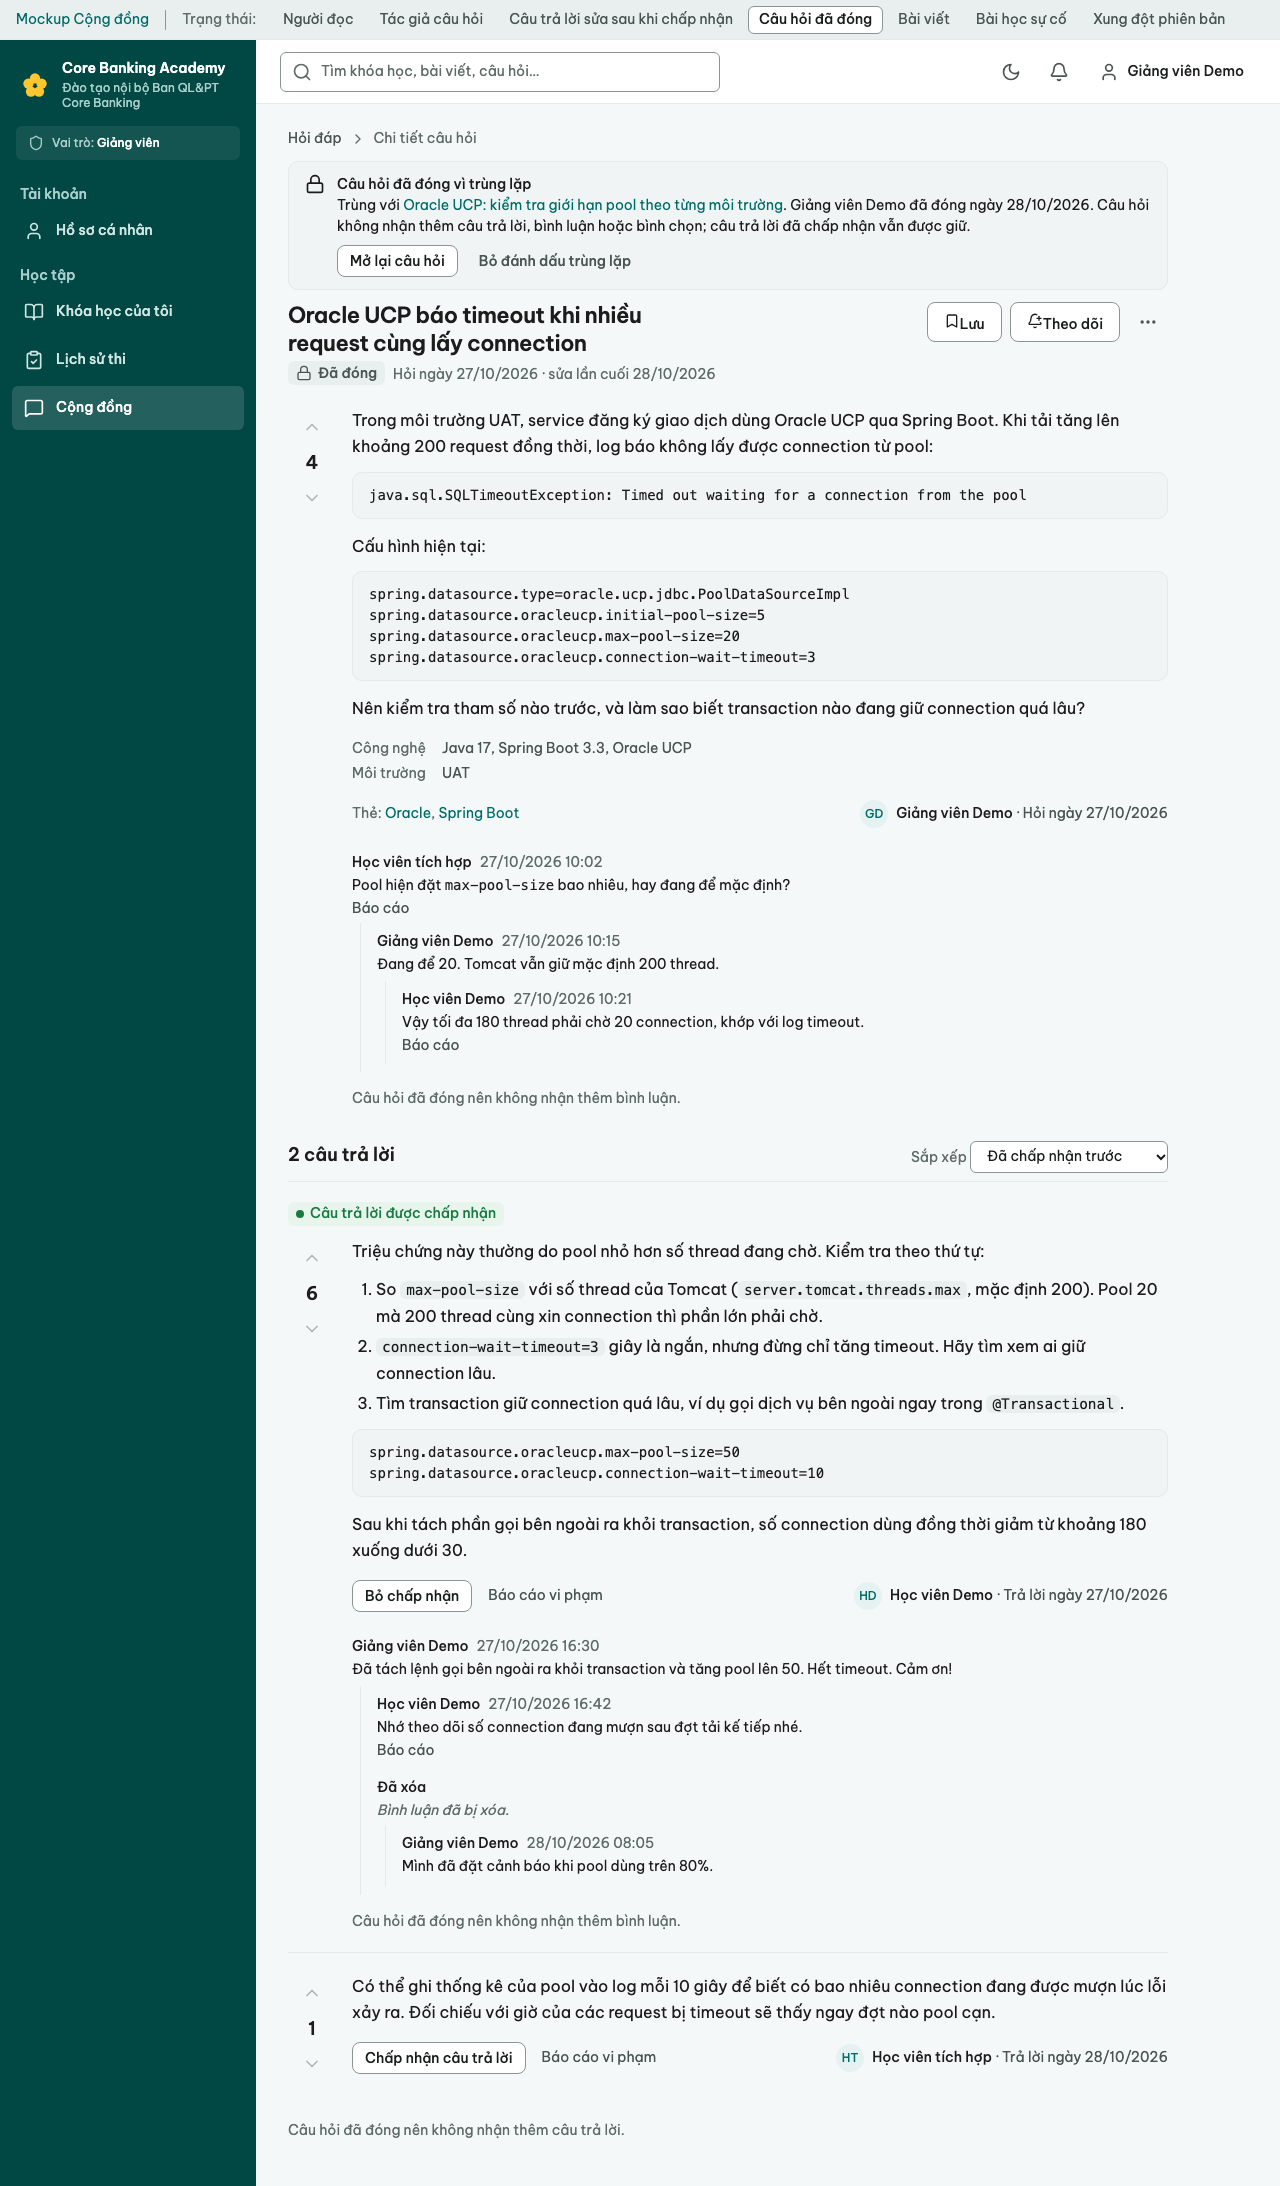 Mockup Cộng đồng
Trạng thái:
Người đọc
Tác giả câu hỏi
Câu trả lời sửa sau khi chấp nhận
Câu hỏi đã đóng
Bài viết
Bài học sự cố
Xung đột phiên bản
Core Banking Academy
Đào tạo nội bộ Ban QL&PT
Core Banking
Vai trò: Giảng viên
Tài khoản
Hồ sơ cá nhân
Học tập
Khóa học của tôi
Lịch sử thi
Cộng đồng
Tìm khóa học, bài viết, câu hỏi...
Giảng viên Demo
Hỏi đáp
Chi tiết câu hỏi
Câu hỏi đã đóng vì trùng lặp
Trùng với Oracle UCP: kiểm tra giới hạn pool theo từng môi trường. Giảng viên Demo đã đóng ngày 28/10/2026. Câu hỏi
không nhận thêm câu trả lời, bình luận hoặc bình chọn; câu trả lời đã chấp nhận vẫn được giữ.
Mở lại câu hỏi
Bỏ đánh dấu trùng lặp
Oracle UCP báo timeout khi nhiều
request cùng lấy connection
Lưu
Theo dõi
Đã đóng
Hỏi ngày 27/10/2026 · sửa lần cuối 28/10/2026
4
Trong môi trường UAT, service đăng ký giao dịch dùng Oracle UCP qua Spring Boot. Khi tải tăng lên
khoảng 200 request đồng thời, log báo không lấy được connection từ pool:
java.sql.SQLTimeoutException: Timed out waiting for a connection from the pool
Cấu hình hiện tại:
spring.datasource.type=oracle.ucp.jdbc.PoolDataSourceImpl
spring.datasource.oracleucp.initial-pool-size=5
spring.datasource.oracleucp.max-pool-size=20
spring.datasource.oracleucp.connection-wait-timeout=3
Nên kiểm tra tham số nào trước, và làm sao biết transaction nào đang giữ connection quá lâu?
Công nghệ
Java 17, Spring Boot 3.3, Oracle UCP
Môi trường
UAT
Thẻ: Oracle, Spring Boot
GD
Giảng viên Demo · Hỏi ngày 27/10/2026
Học viên tích hợp 27/10/2026 10:02
Pool hiện đặt max-pool-size bao nhiêu, hay đang để mặc định?
Báo cáo
Giảng viên Demo 27/10/2026 10:15
Đang để 20. Tomcat vẫn giữ mặc định 200 thread.
Học viên Demo 27/10/2026 10:21
Vậy tối đa 180 thread phải chờ 20 connection, khớp với log timeout.
Báo cáo
Câu hỏi đã đóng nên không nhận thêm bình luận.
2 câu trả lời
Sắp xếp
Đã chấp nhận trước
Câu trả lời được chấp nhận
6
Triệu chứng này thường do pool nhỏ hơn số thread đang chờ. Kiểm tra theo thứ tự:
1. So max-pool-size với số thread của Tomcat ( server.tomcat.threads.max , mặc định 200). Pool 20
mà 200 thread cùng xin connection thì phần lớn phải chờ.
2. connection-wait-timeout=3 giây là ngắn, nhưng đừng chỉ tăng timeout. Hãy tìm xem ai giữ
connection lâu.
3. Tìm transaction giữ connection quá lâu, ví dụ gọi dịch vụ bên ngoài ngay trong @Transactional .
spring.datasource.oracleucp.max-pool-size=50
spring.datasource.oracleucp.connection-wait-timeout=10
Sau khi tách phần gọi bên ngoài ra khỏi transaction, số connection dùng đồng thời giảm từ khoảng 180
xuống dưới 30.
Bỏ chấp nhận
Báo cáo vi phạm
HD
Học viên Demo · Trả lời ngày 27/10/2026
Giảng viên Demo 27/10/2026 16:30
Đã tách lệnh gọi bên ngoài ra khỏi transaction và tăng pool lên 50. Hết timeout. Cảm ơn!
Học viên Demo 27/10/2026 16:42
Nhớ theo dõi số connection đang mượn sau đợt tải kế tiếp nhé.
Báo cáo
Đã xóa
Bình luận đã bị xóa.
Giảng viên Demo 28/10/2026 08:05
Mình đã đặt cảnh báo khi pool dùng trên 80%.
Câu hỏi đã đóng nên không nhận thêm bình luận.
1
Có thể ghi thống kê của pool vào log mỗi 10 giây để biết có bao nhiêu connection đang được mượn lúc lỗi
xảy ra. Đối chiếu với giờ của các request bị timeout sẽ thấy ngay đợt nào pool cạn.
Chấp nhận câu trả lời
Báo cáo vi phạm
HT
Học viên tích hợp · Trả lời ngày 28/10/2026
Câu hỏi đã đóng nên không nhận thêm câu trả lời.